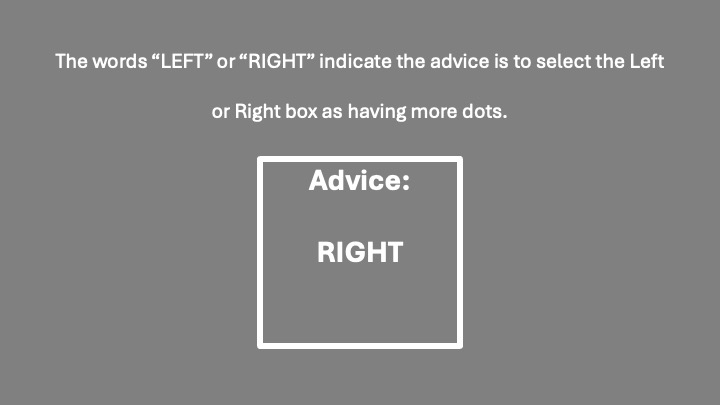 The words “LEFT” or “RIGHT” indicate the advice is to select the Left
or Right box as having more dots.
Advice:
RIGHT